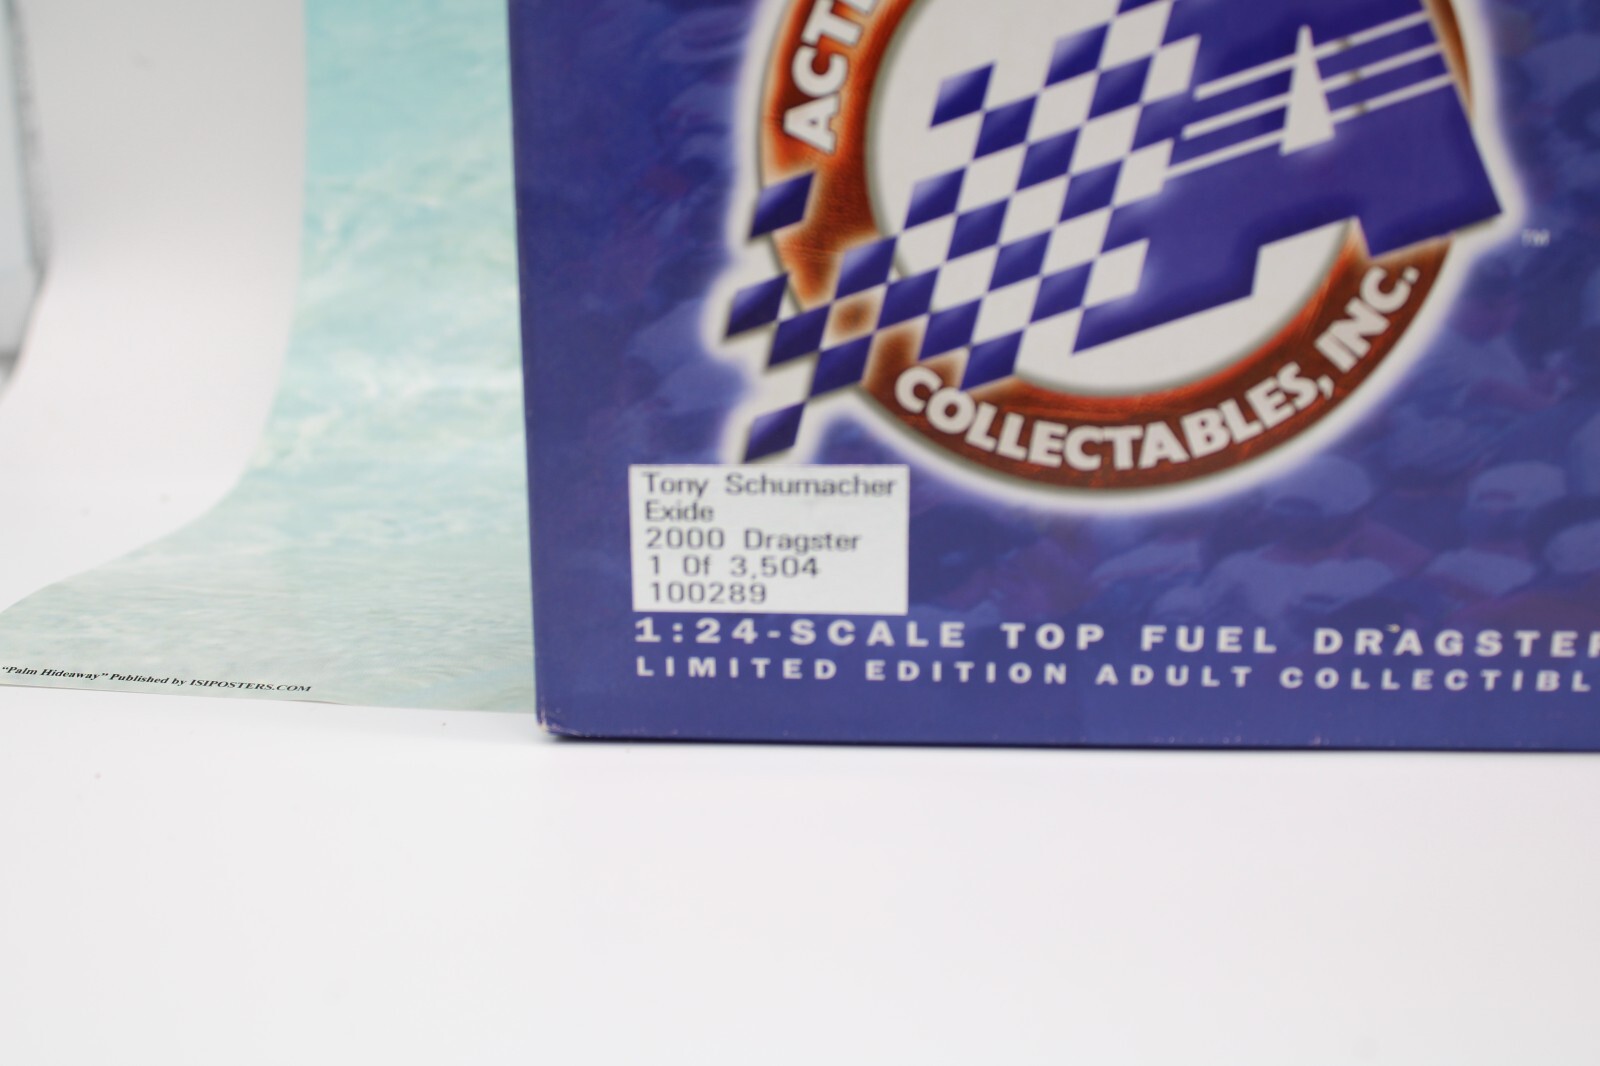 ACTI
COLLECTABLES, INC.
TM
Tony Schumacher
Exide
2000 Dragster
1 Of 3,504
100289
1:24-SCALE TOP FUEL DRAGSTER
LIMITED EDITION ADULT COLLECTIBL
"Palm Hideaway" Published by ISIPOSTERS.COM